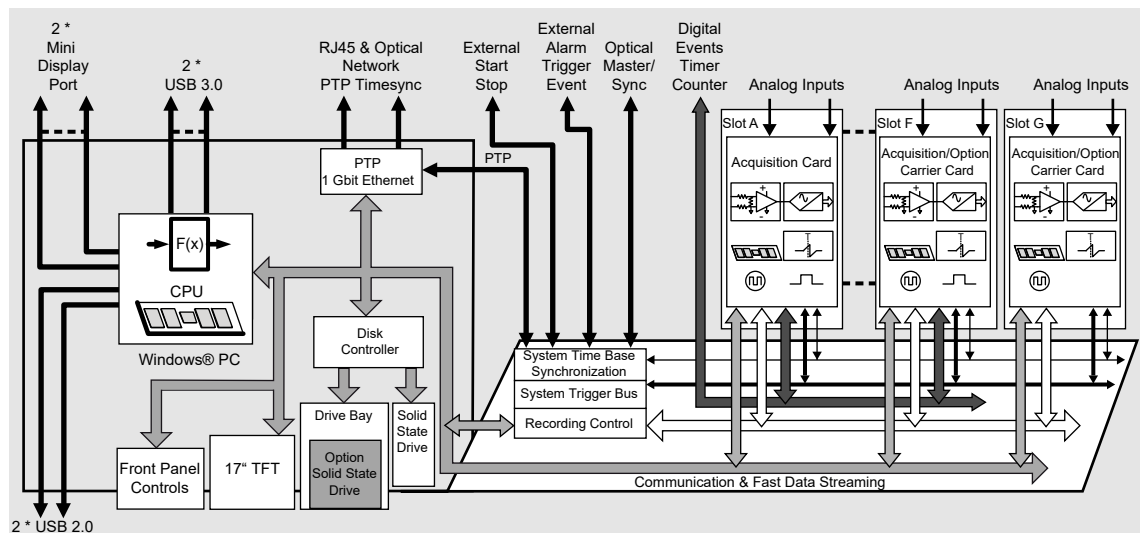 2 *
Mini
Display
Port
2 *
USB 3.0
RJ45 & Optical
Network
PTP Timesync
External
Start
Stop
External
Alarm
Trigger
Event
Optical
Master/
Sync
Digital
Events
Timer
Counter
Analog Inputs
Analog Inputs
Analog Inputs
Slot A
Slot F
Slot G
Acquisition Card
Acquisition/Option
Carrier Card
Acquisition/Option
Carrier Card
+
-
+
-
+
-
PTP
1 Gbit Ethernet
PTP
F(x)
CPU
Windows® PC
Disk
Controller
System Time Base
Synchronization
System Trigger Bus
Recording Control
Drive Bay
Option
Solid State
Drive
Solid
State
Drive
Front Panel
Controls
17“ TFT
Communication & Fast Data Streaming
2 * USB 2.0